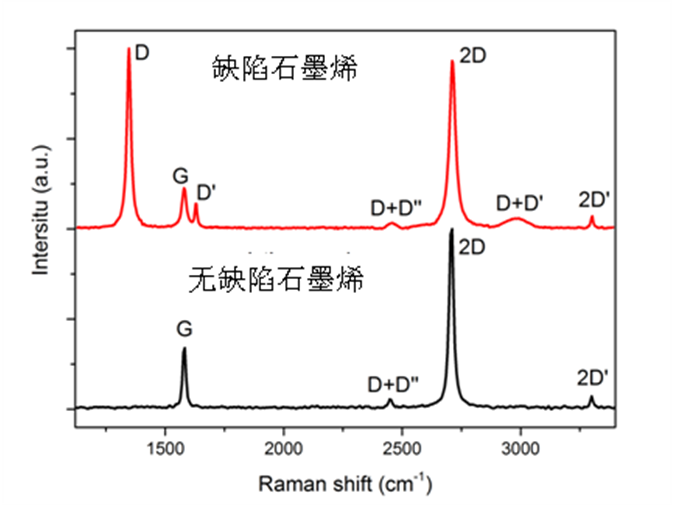 D
缺陷石墨烯
2D
G
D'
D+D''
D+D'
2D'
无缺陷石墨烯
2D
G
D+D''
2D'
Intersitu (a.u.)
1500
2000
2500
3000
Raman shift (cm⁻¹)